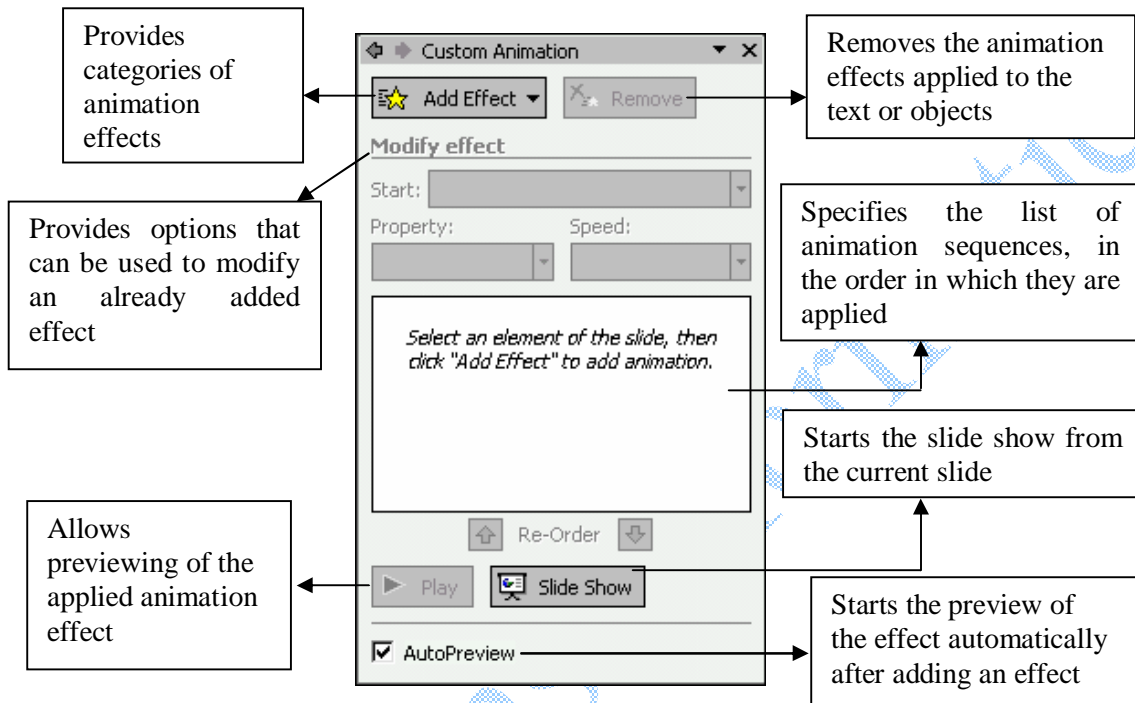 Provides
categories of
animation
effects
Custom Animation
Add Effect
Remove
Removes the animation
effects applied to the
text or objects
Modify effect
Start:
Property:
Speed:
Provides options that
can be used to modify
an already added
effect
Specifies the list of
animation sequences, in
the order in which they are
applied
Select an element of the slide, then
click "Add Effect" to add animation.
Starts the slide show from
the current slide
Re-Order
Allows
previewing of the
applied animation
effect
Play
Slide Show
AutoPreview
Starts the preview of
the effect automatically
after adding an effect